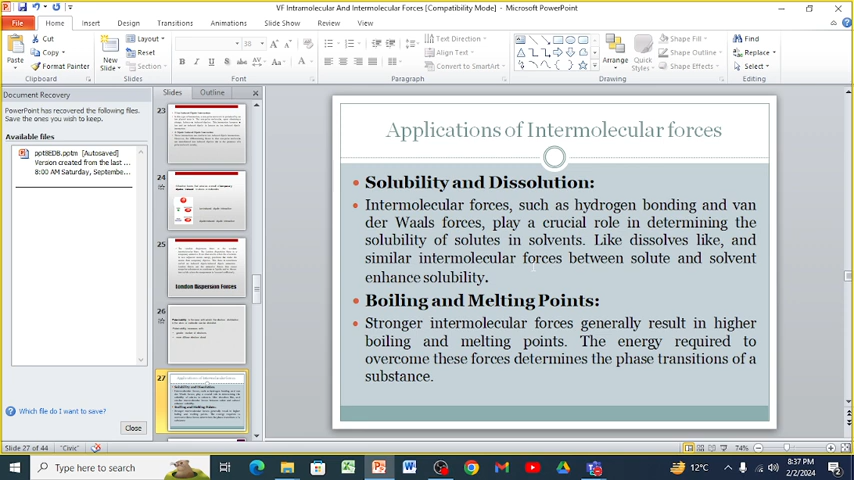 VF Intramolecular And Intermolecular Forces [Compatibility Mode] - Microsoft PowerPoint
File Home Insert Design Transitions Animations Slide Show Review View
Cut
Copy
Format Painter
Paste
Clipboard
New
Slide
Layout
Reset
Section
Slides
38
Font
Paragraph
Text Direction
Align Text
Convert to SmartArt
Arrange
Quick
Styles
Shape Fill
Shape Outline
Shape Effects
Drawing
Find
Replace
Select
Editing
Document Recovery
PowerPoint has recovered the following files.
Save the ones you wish to keep.
Available files
Version created from the last ...
8:00 AM Saturday, Septembe...
Which file do I want to save?
Close
Slides Outline
23
24
25
London Dispersion Forces
26
27
Applications of Intermolecular forces
Solubility and Dissolution:
Intermolecular forces, such as hydrogen bonding and van
der Waals forces, play a crucial role in determining the
solubility of solutes in solvents. Like dissolves like, and
similar intermolecular forces between solute and solvent
enhance solubility.
Boiling and Melting Points:
Stronger intermolecular forces generally result in higher
boiling and melting points. The energy required to
overcome these forces determines the phase transitions of a
substance.
Slide 27 of 44
"Civic"
74%
Type here to search
12°C
8:37 PM
2/2/2024